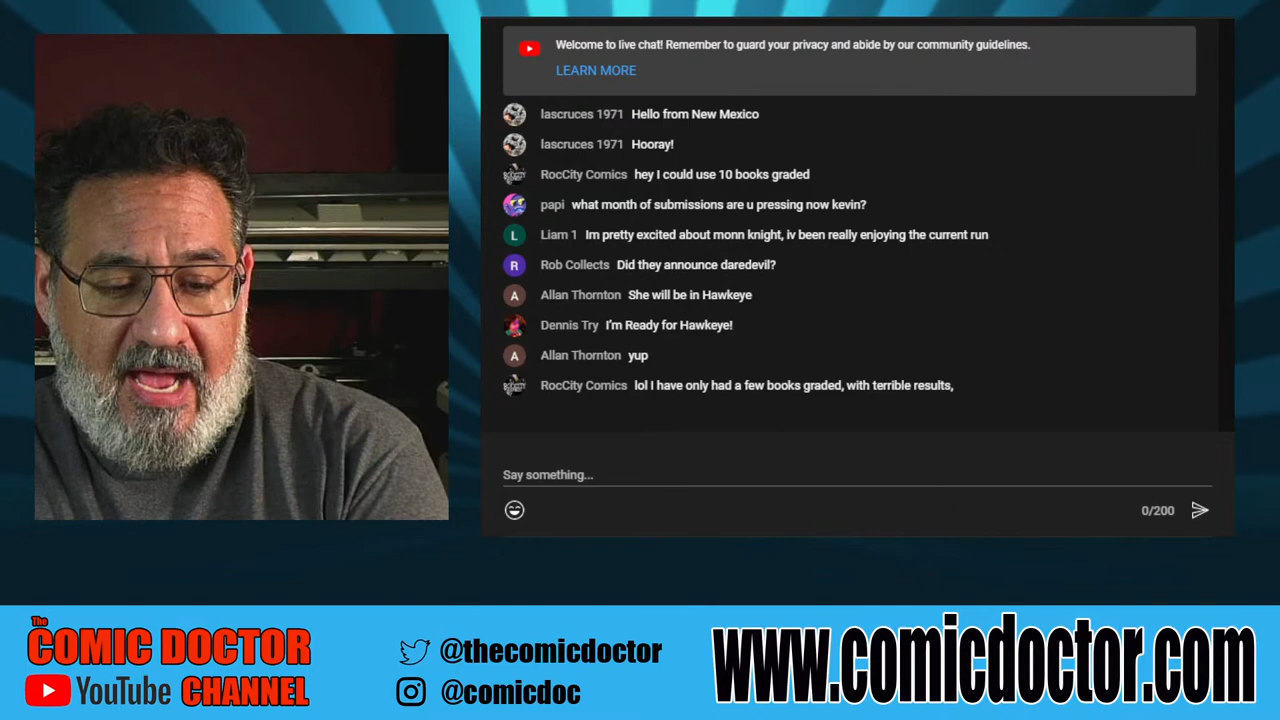 Welcome to live chat! Remember to guard your privacy and abide by our community guidelines.
LEARN MORE
lascruces 1971 Hello from New Mexico
lascruces 1971 Hooray!
RocCity Comics hey I could use 10 books graded
papi what month of submissions are u pressing now kevin?
L Liam 1 Im pretty excited about monn knight, iv been really enjoying the current run
R Rob Collects Did they announce daredevil?
A Allan Thornton She will be in Hawkeye
Dennis Try I'm Ready for Hawkeye!
A Allan Thornton yup
RocCity Comics lol I have only had a few books graded, with terrible results,
Say something...
0/200
The
COMIC DOCTOR
YouTube CHANNEL
@thecomicdoctor
@comicdoc
www.comicdoctor.com